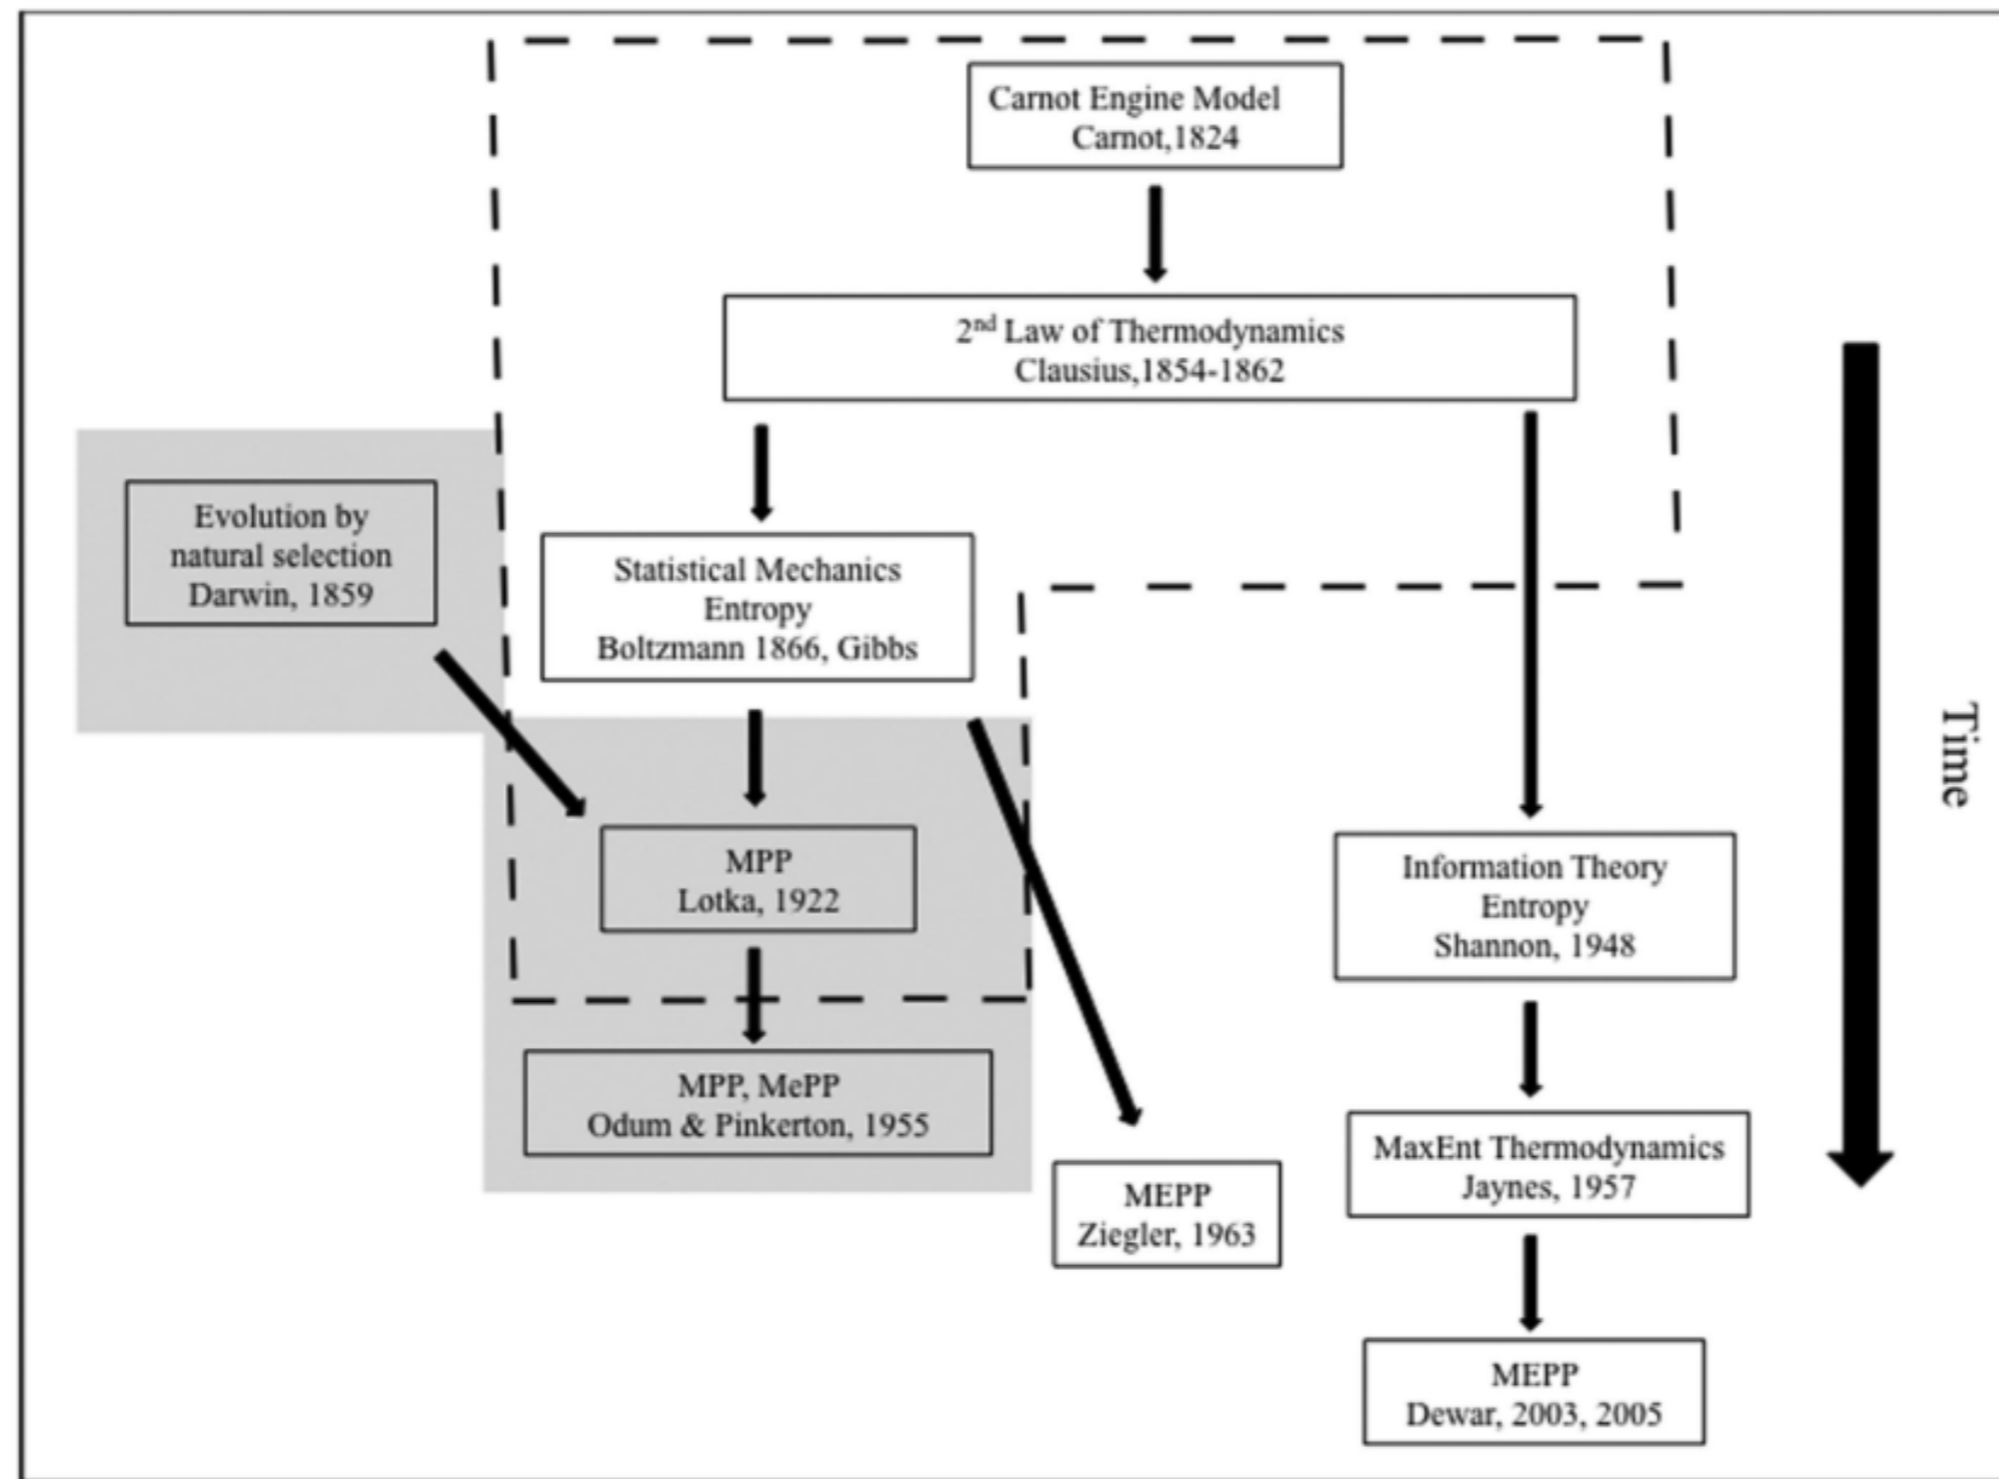 Carnot Engine Model
Carnot,1824
2nd Law of Thermodynamics
Clausius,1854-1862
Evolution by
natural selection
Darwin, 1859
Statistical Mechanics
Entropy
Boltzmann 1866, Gibbs
Time
MPP
Lotka, 1922
Information Theory
Entropy
Shannon, 1948
MPP, MePP
Odum & Pinkerton, 1955
MEPP
Ziegler, 1963
MaxEnt Thermodynamics
Jaynes, 1957
MEPP
Dewar, 2003, 2005